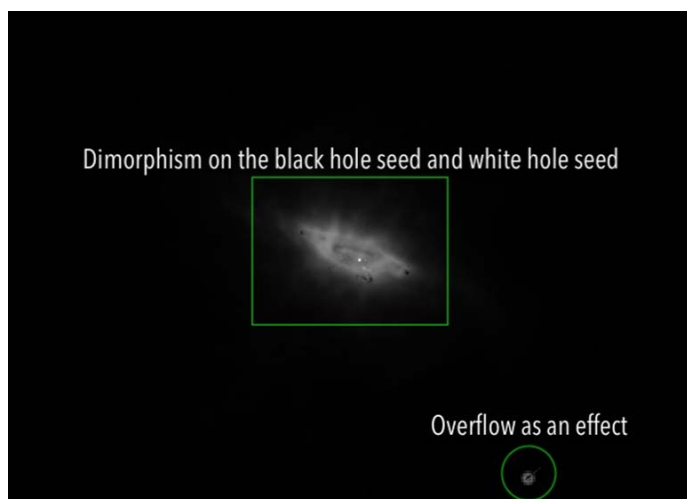 Dimorphism on the black hole seed and white hole seed
Overflow as an effect